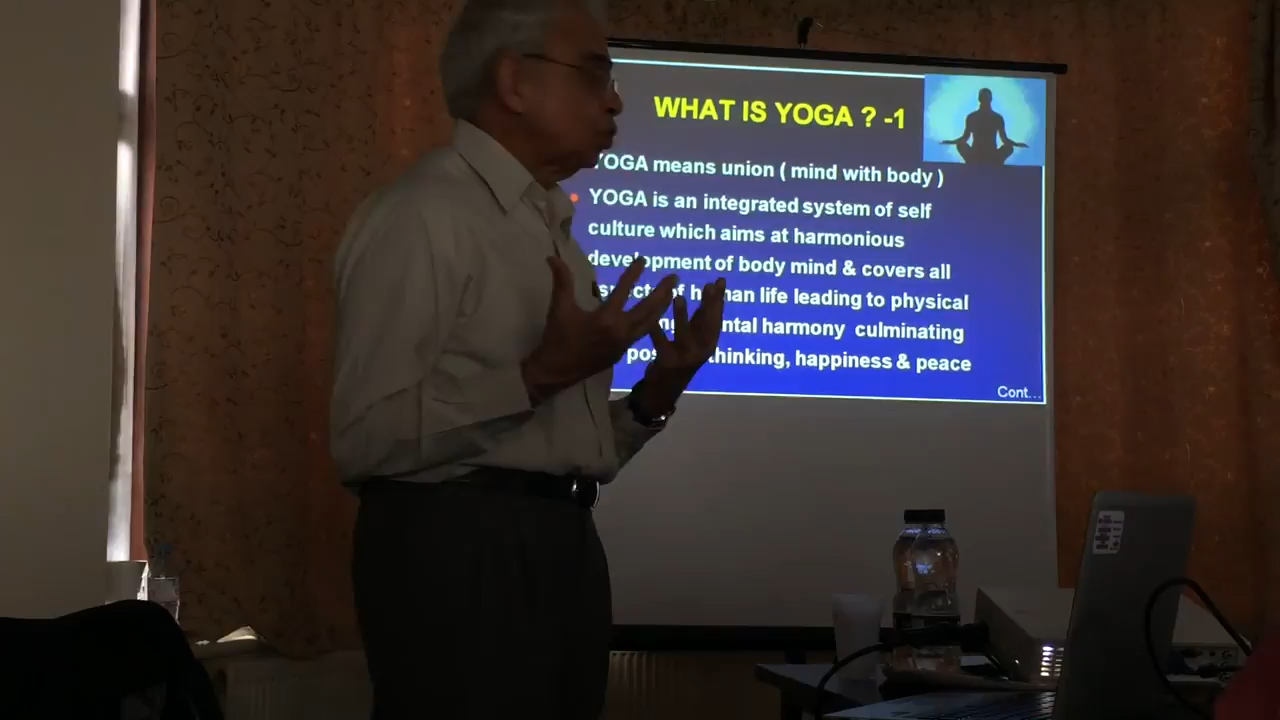 WHAT IS YOGA ? -1
YOGA means union ( mind with body )
YOGA is an integrated system of self
culture which aims at harmonious
development of body mind & covers all
of human life leading to physical
harmony culminating
thinking, happiness & peace
Cont...